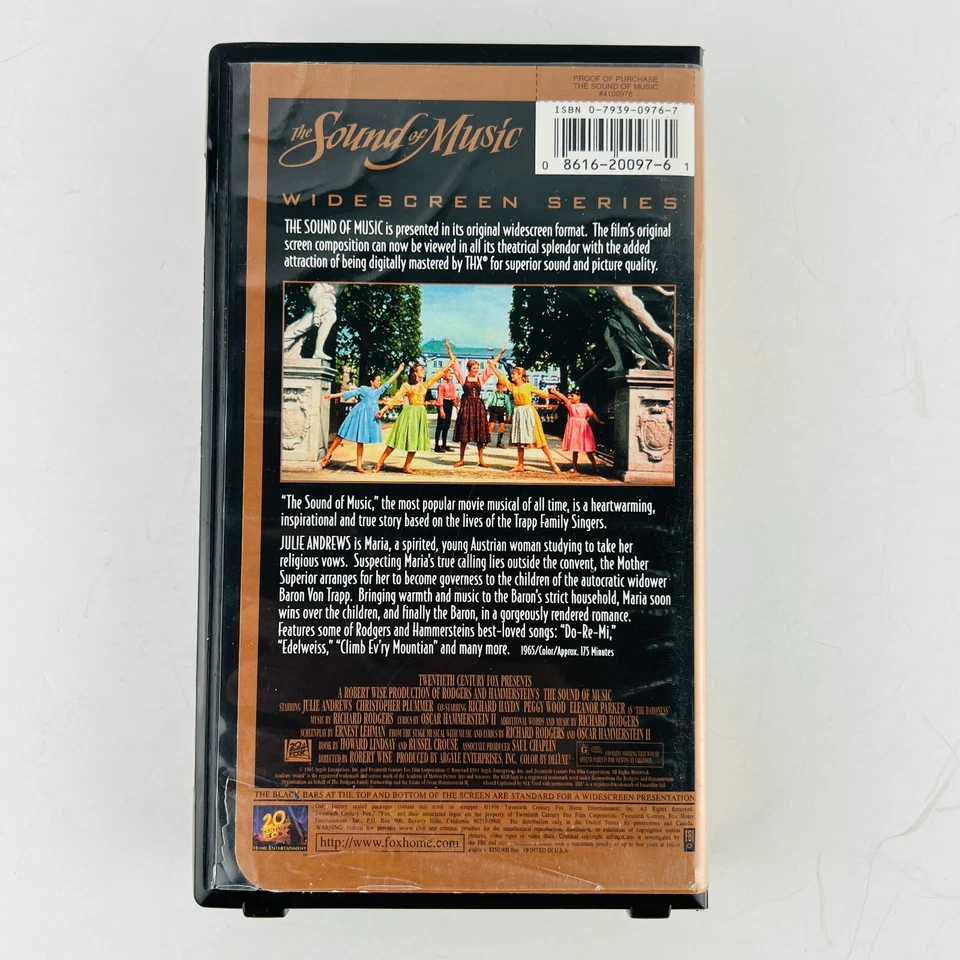 PROOF OF PURCHASE
THE SOUND OF MUSIC
#4100976
ISBN 0-7939-0976-7
0 8616-20097-6 1
The Sound of Music
WIDESCREEN SERIES
THE SOUND OF MUSIC is presented in its original widescreen format. The film's original
screen composition can now be viewed in all its theatrical splendor with the added
attraction of being digitally mastered by THX® for superior sound and picture quality.
"The Sound of Music," the most popular movie musical of all time, is a heartwarming,
inspirational and true story based on the lives of the Trapp Family Singers.
JULIE ANDREWS is Maria, a spirited, young Austrian woman studying to take her
religious vows. Suspecting Maria's true calling lies outside the convent, the Mother
Superior arranges for her to become governess to the children of the autocratic widower
Baron Von Trapp. Bringing warmth and music to the Baron's strict household, Maria soon
wins over the children, and finally the Baron, in a gorgeously rendered romance.
Features some of Rodgers and Hammersteins best-loved songs: "Do-Re-Mi,"
"Edelweiss," "Climb Ev'ry Mountian" and many more. 1965/Color/Approx. 175 Minutes
TWENTIETH CENTURY FOX PRESENTS
A ROBERT WISE PRODUCTION OF RODGERS AND HAMMERSTEIN'S THE SOUND OF MUSIC
STARRING JULIE ANDREWS CHRISTOPHER PLUMMER CO-STARRING RICHARD HAYDN PEGGY WOOD ELEANOR PARKER AS "THE BARONESS"
MUSIC BY RICHARD RODGERS LYRICS BY OSCAR HAMMERSTEIN II ADDITIONAL WORDS AND MUSIC BY RICHARD RODGERS
SCREENPLAY BY ERNEST LEHMAN FROM THE STAGE MUSICAL WITH MUSIC AND LYRICS BY RICHARD RODGERS AND OSCAR HAMMERSTEIN II
BOOK BY HOWARD LINDSAY AND RUSSEL CROUSE ASSOCIATE PRODUCER SAUL CHAPLIN
DIRECTED BY ROBERT WISE PRODUCED BY ARGYLE ENTERPRISES, INC. COLOR BY DELUXE®
G
THE BLACK BARS AT THE TOP AND BOTTOM OF THE SCREEN ARE STANDARD FOR A WIDESCREEN PRESENTATION
HOME ENTERTAINMENT
http://www.foxhome.com
PRINTED IN U.S.A.